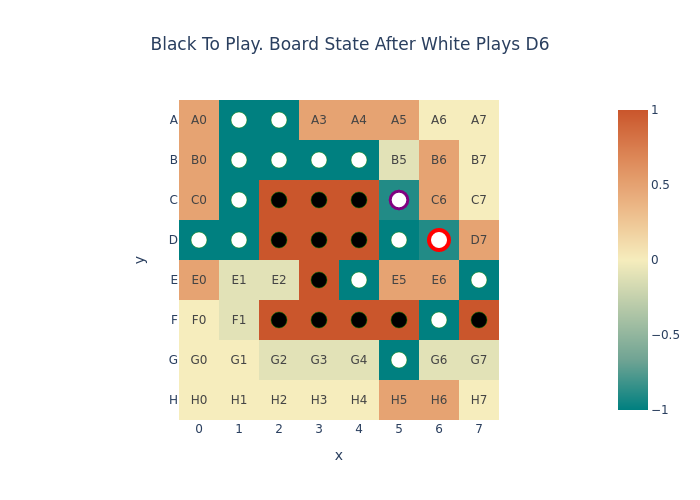 Black To Play. Board State After White Plays D6
A A0 A3 A4 A5 A6 A7 1
B B0 B5 B6 B7
C C0 C6 C7 0.5
D D7
y 0
E E0 E1 E2 E5 E6
F F0 F1 −0.5
G G0 G1 G2 G3 G4 G6 G7
H H0 H1 H2 H3 H4 H5 H6 H7 −1
0 1 2 3 4 5 6 7
x